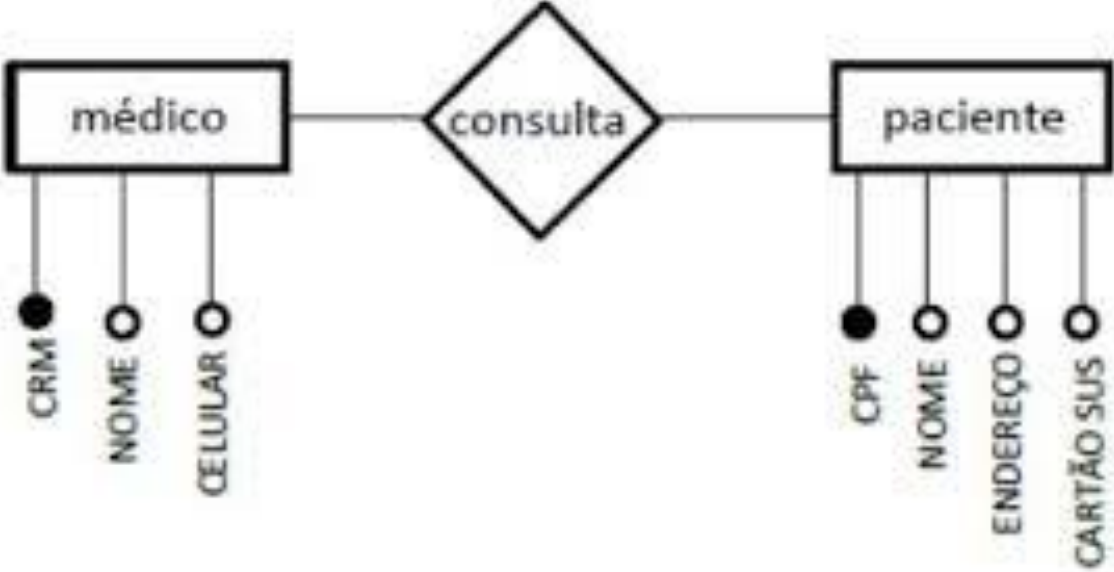 médico
consulta
paciente
CRM
NOME
CELULAR
CPF
NOME
ENDEREÇO
CARTÃO SUS